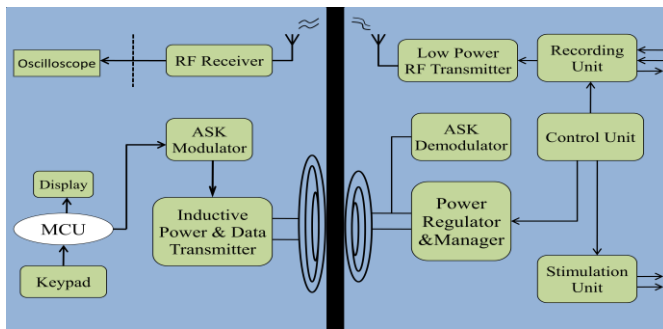 Oscilloscope
RF Receiver
ASK
Modulator
Display
MCU
Keypad
Inductive
Power & Data
Transmitter
Low Power
RF Transmitter
Recording
Unit
ASK
Demodulator
Control Unit
Power
Regulator
&Manager
Stimulation
Unit